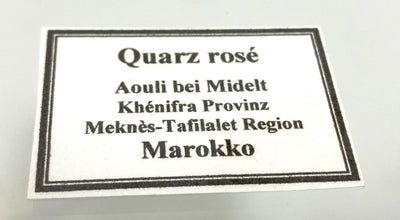 Quarz rosé
Aouli bei Midelt
Khénifra Provinz
Meknès-Tafilalet Region
Marokko